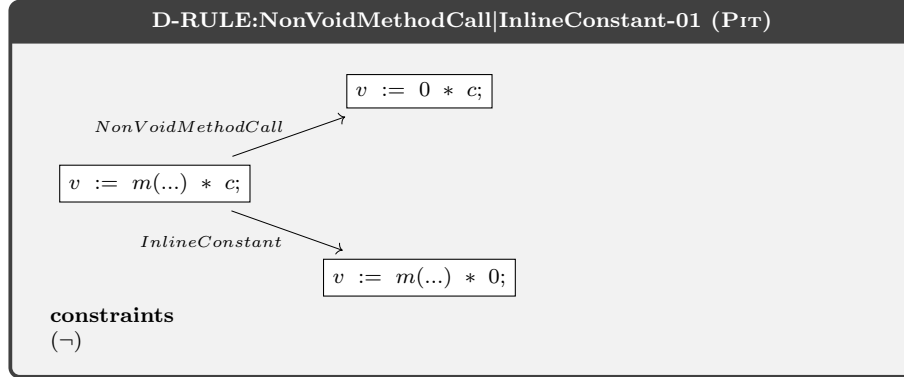 D-RULE:NonVoidMethodCall|InlineConstant-01 (PIT)
v := 0 * c;
NonVoidMethodCall
v := m(...) * c;
InlineConstant
v := m(...) * 0;
constraints
(¬)